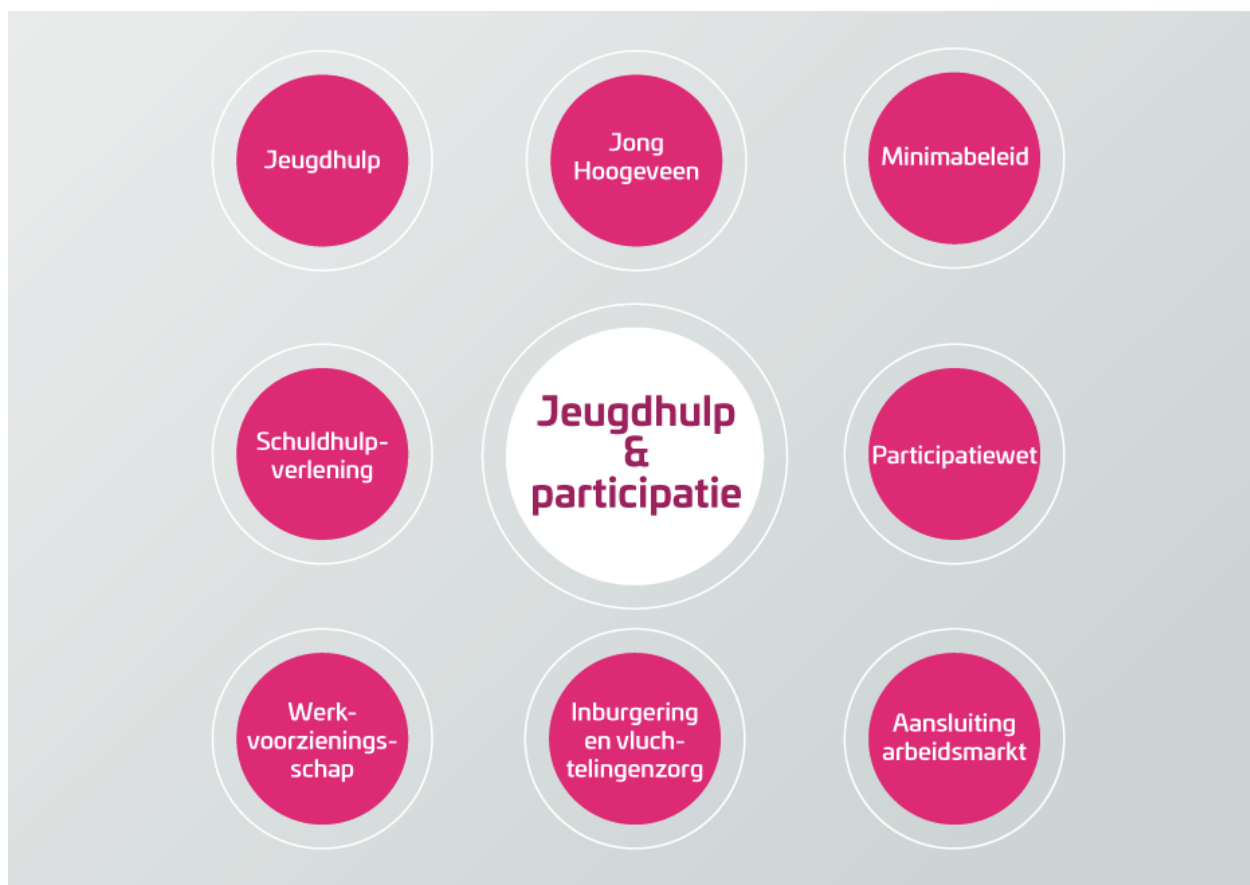 Jeugdhulp
Jong
Hoogeveen
Minimabeleid
Schuldhulp-
verlening
Jeugdhulp
&
participatie
Participatiewet
Werk-
voorzienings-
schap
Inburgering
en vluch-
telingenzorg
Aansluiting
arbeidsmarkt